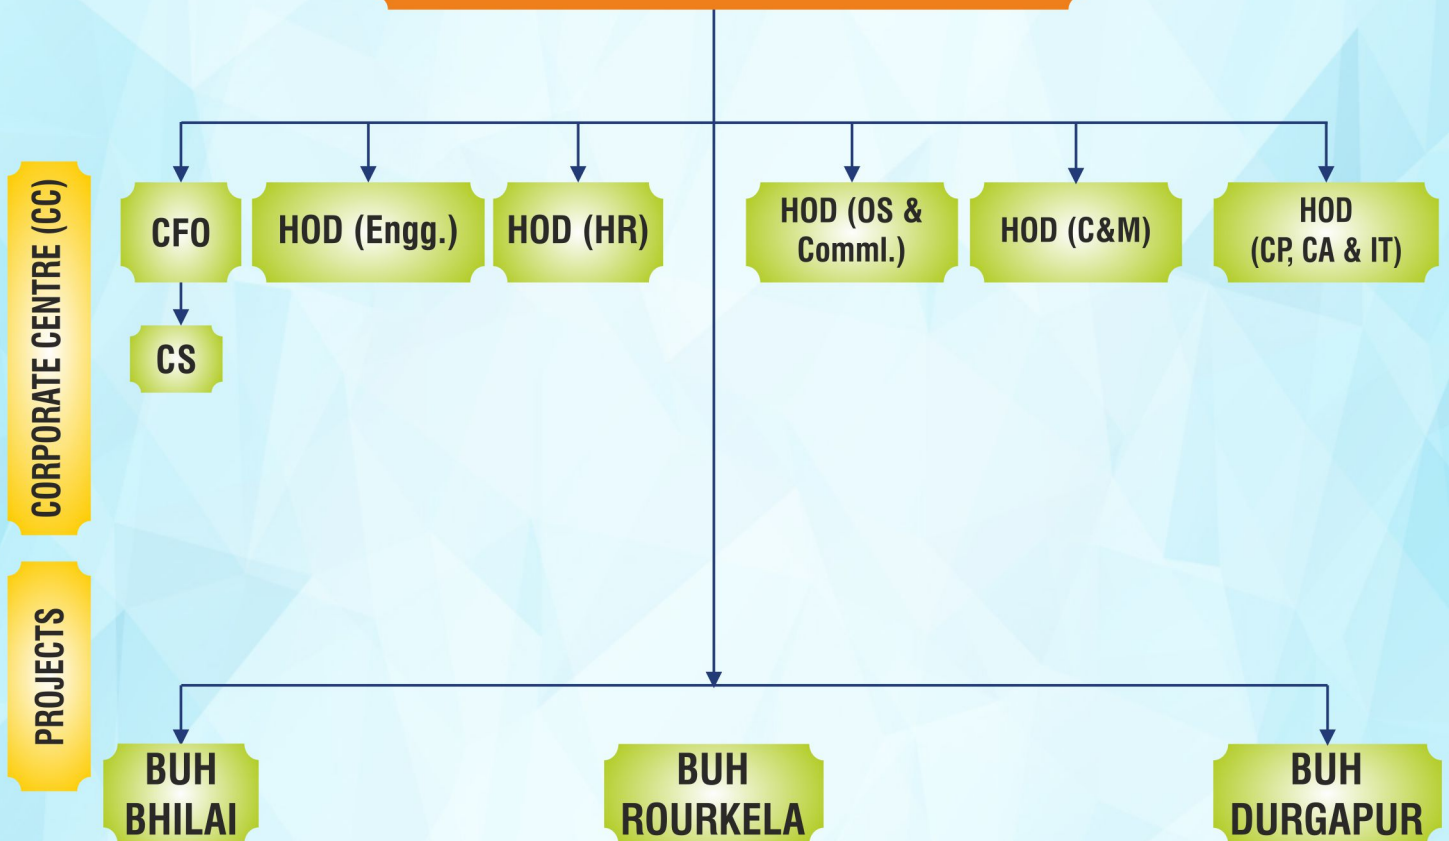 CORPORATE CENTRE (CC)
CFO
HOD (Engg.)
HOD (HR)
HOD (OS &
Comml.)
HOD (C&M)
HOD
(CP, CA & IT)
CS
PROJECTS
BUH
BHILAI
BUH
ROURKELA
BUH
DURGAPUR